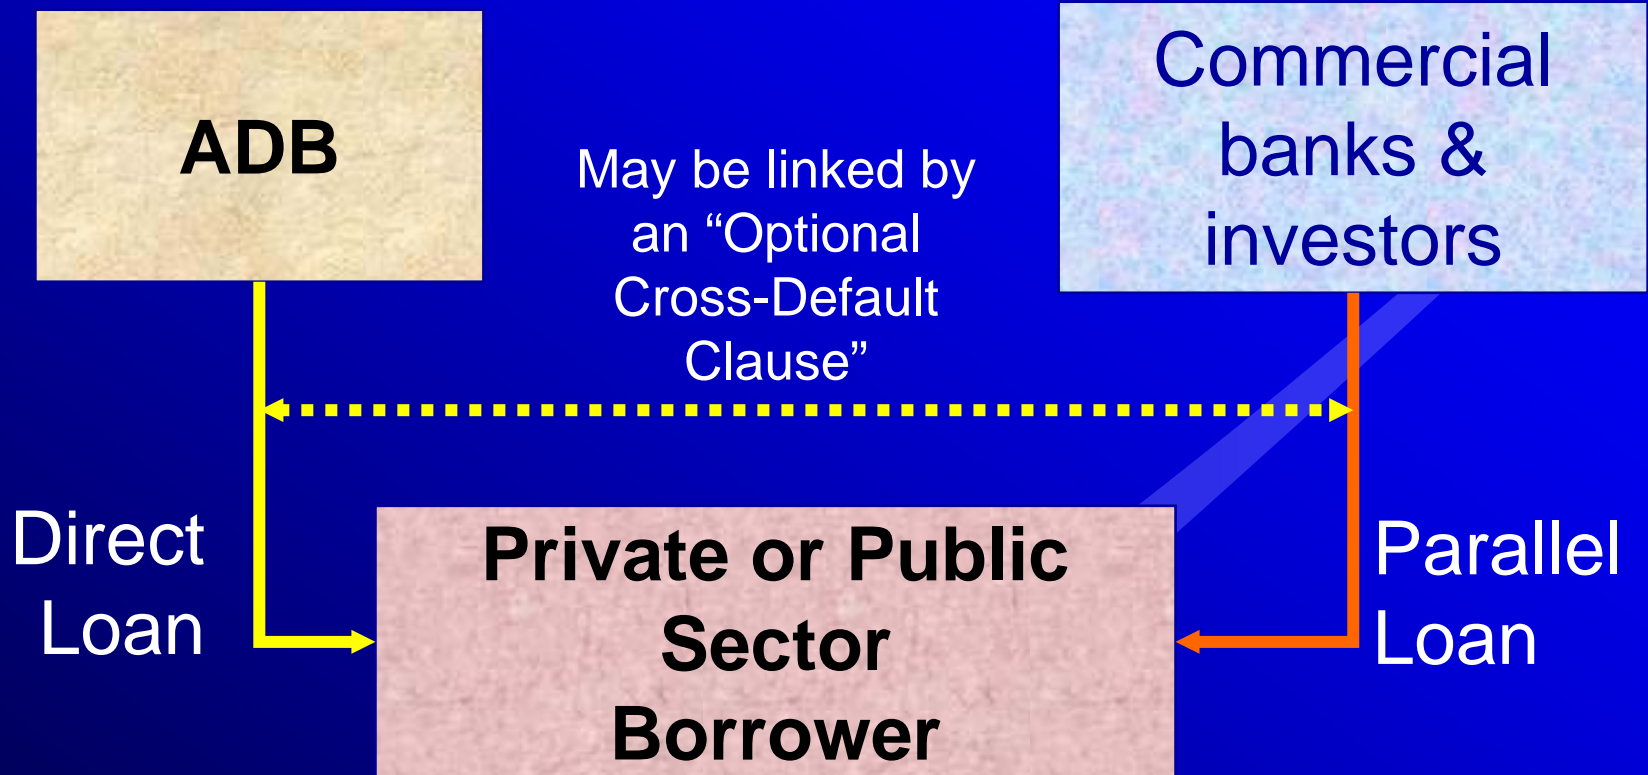 ADB
Commercial
banks &
investors
May be linked by
an “Optional
Cross-Default
Clause”
Direct
Loan
Private or Public
Sector
Borrower
Parallel
Loan